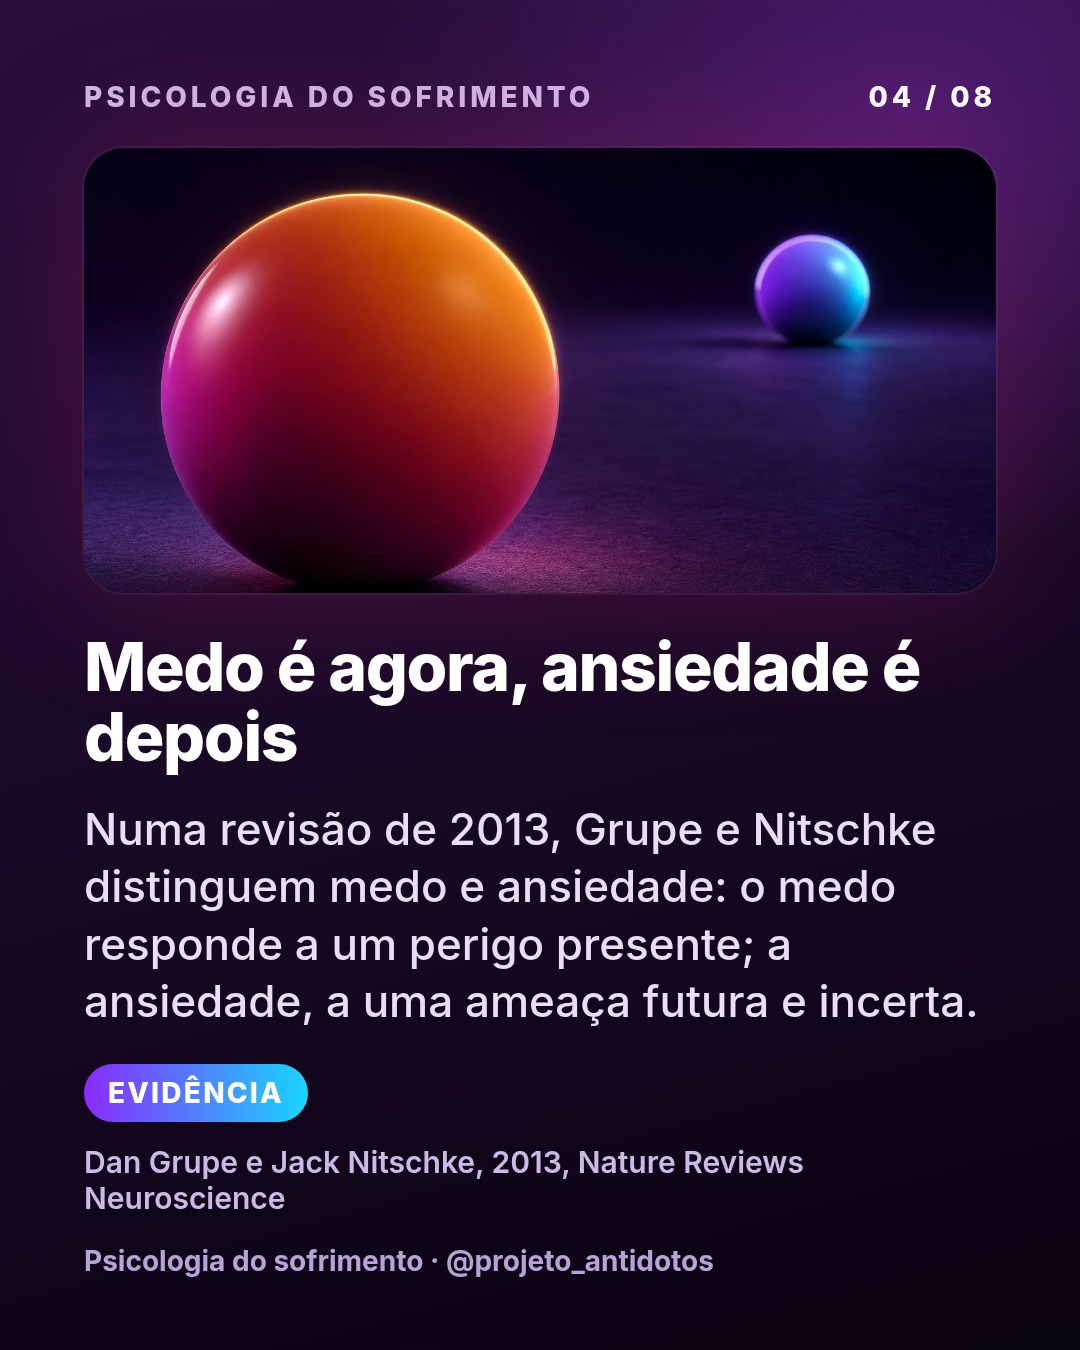 PSICOLOGIA DO SOFRIMENTO
04 / 08
Medo é agora, ansiedade é
depois
Numa revisão de 2013, Grupe e Nitschke
distinguem medo e ansiedade: o medo
responde a um perigo presente; a
ansiedade, a uma ameaça futura e incerta.
EVIDÊNCIA
Dan Grupe e Jack Nitschke, 2013, Nature Reviews
Neuroscience
Psicologia do sofrimento · @projeto_antidotos